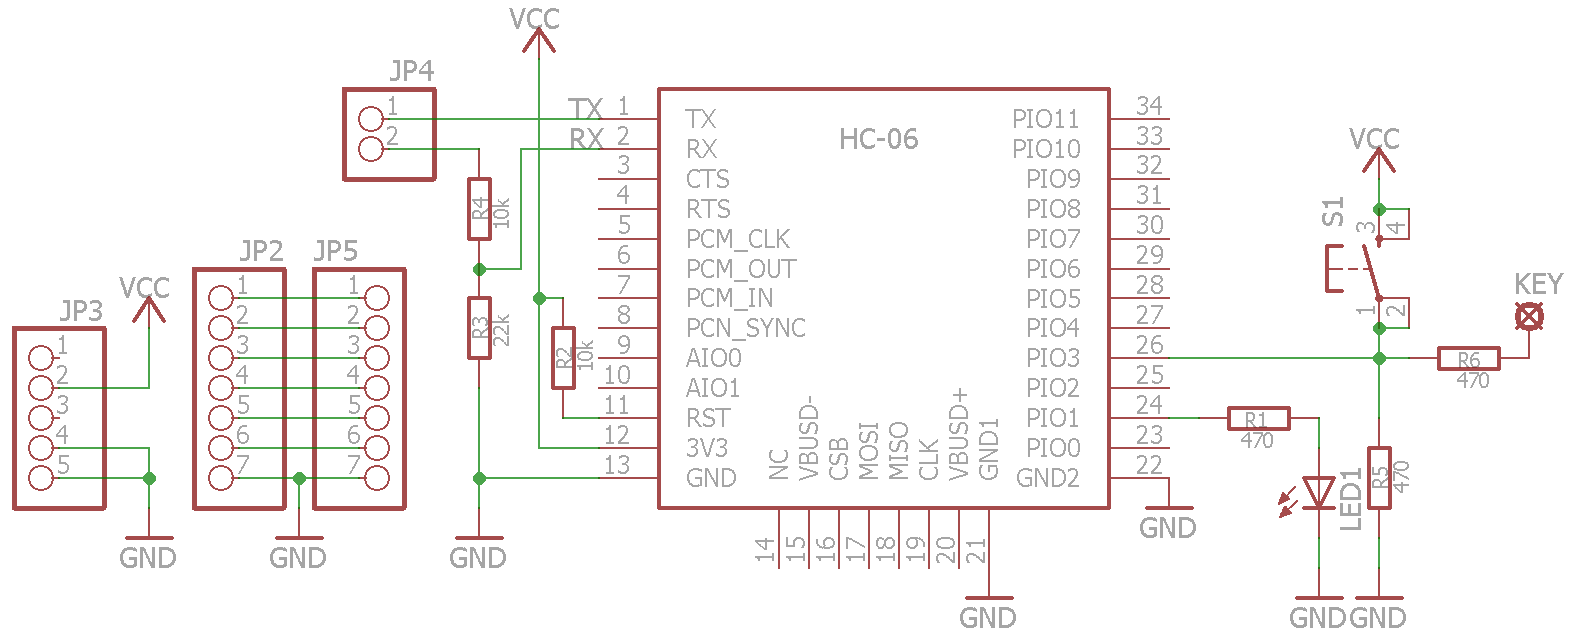 VCC
JP4
1
2
TX
RX
R4
10k
R3
22k
R2
10k
GND
JP3
1
2
3
4
5
VCC
GND
JP2
1
2
3
4
5
6
7
JP5
1
2
3
4
5
6
7
GND
HC-06
1 TX
2 RX
3 CTS
4 RTS
5 PCM_CLK
6 PCM_OUT
7 PCM_IN
8 PCN_SYNC
9 AIO0
10 AIO1
11 RST
12 3V3
13 GND
14 NC
15 VBUSD-
16 CSB
17 MOSI
18 MISO
19 CLK
20 VBUSD+
21 GND1
GND
PIO11 34
PIO10 33
PIO9 32
PIO8 31
PIO7 30
PIO6 29
PIO5 28
PIO4 27
PIO3 26
PIO2 25
PIO1 24
PIO0 23
GND2 22
GND
R1
470
LED1
GND
VCC
S1
3
4
1
2
KEY
R6
470
R5
470
GND